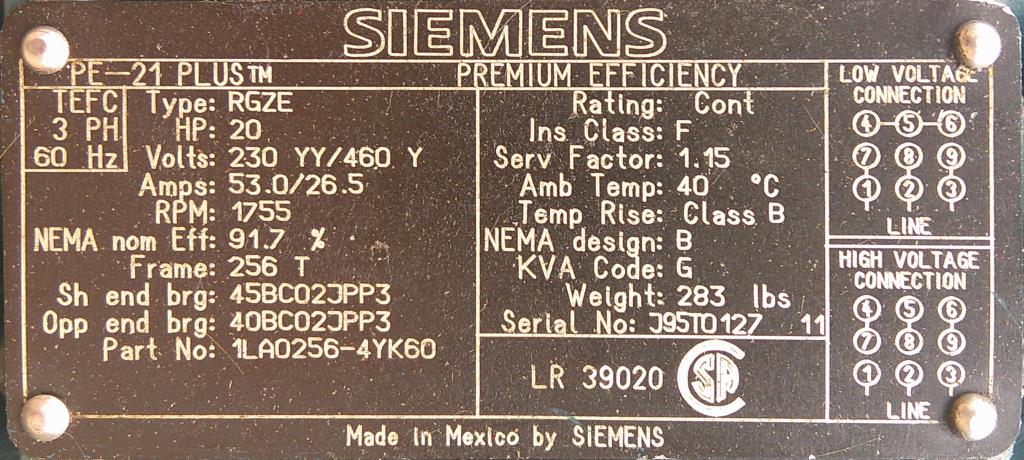 SIEMENS
PE-21 PLUS™ PREMIUM EFFICIENCY
TEFC
3 PH
60 Hz
Type: RGZE
HP: 20
Volts: 230 YY/460 Y
Amps: 53.0/26.5
RPM: 1755
NEMA nom Eff: 91.7 %
Frame: 256 T
Sh end brg: 45BC02JPP3
Opp end brg: 40BC02JPP3
Part No: 1LA0256-4YK60
Rating: Cont
Ins Class: F
Serv Factor: 1.15
Amb Temp: 40 °C
Temp Rise: Class B
NEMA design: B
KVA Code: G
Weight: 283 lbs
Serial No: J95T0127 11
LR 39020 CSA
LOW VOLTAGE
CONNECTION
4 5 6
7 8 9
1 2 3
LINE
HIGH VOLTAGE
CONNECTION
4 5 6
7 8 9
1 2 3
LINE
Made in Mexico by SIEMENS